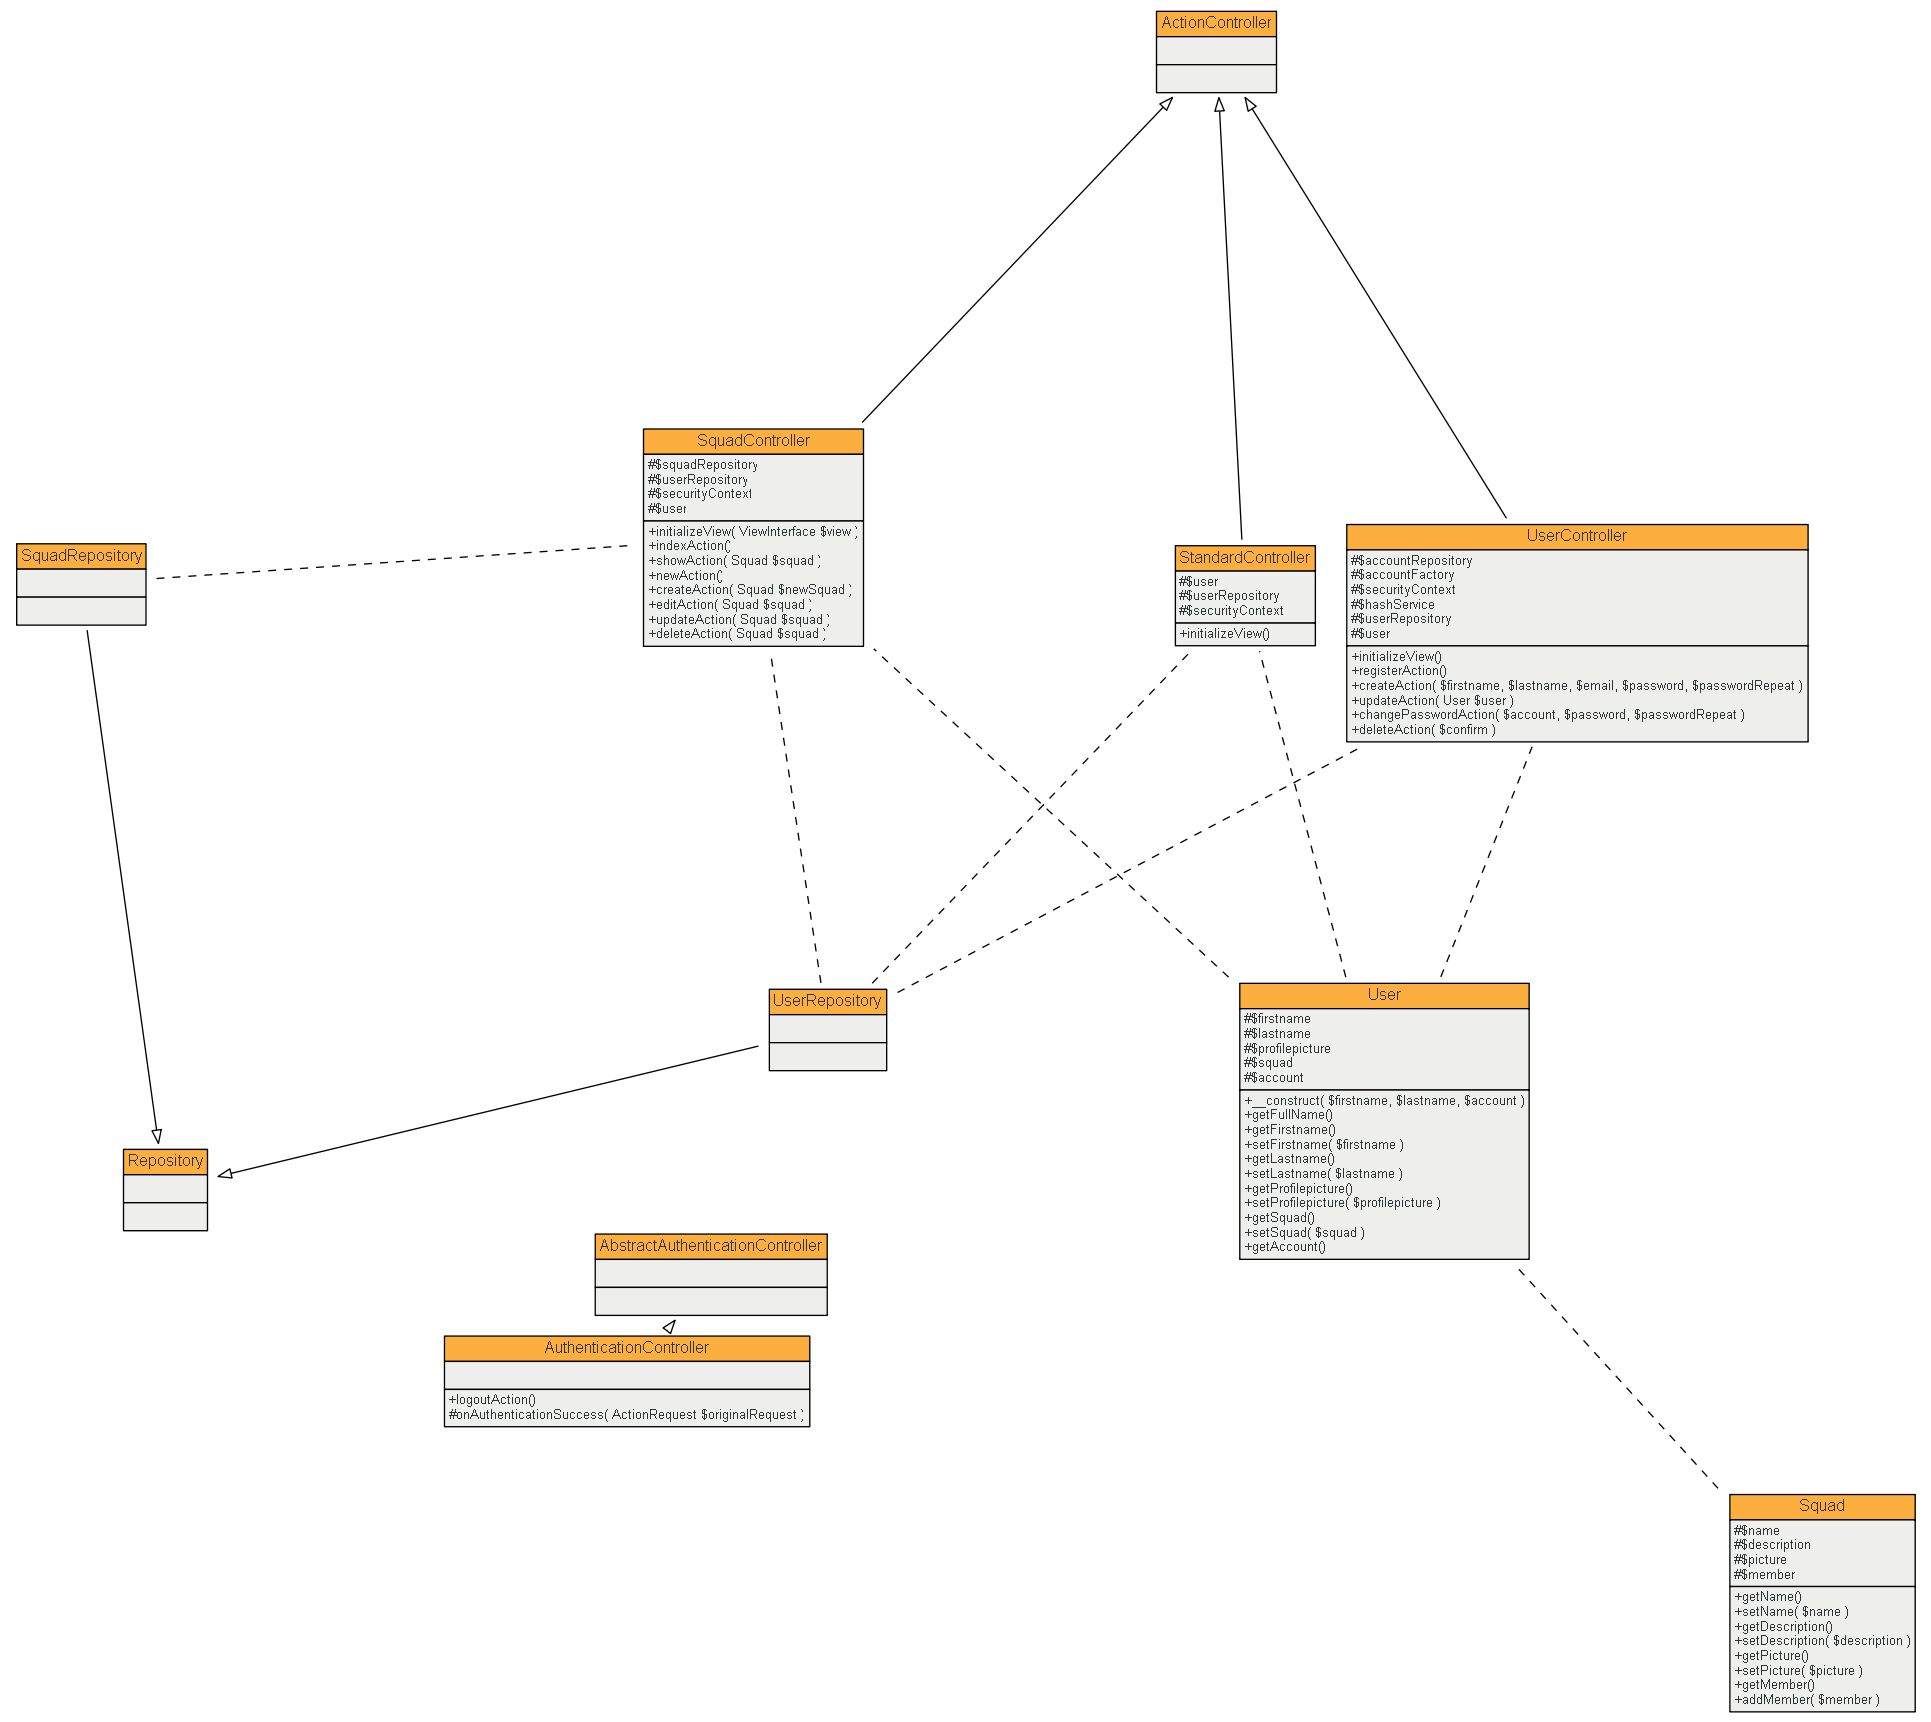 ActionController
SquadController
#$squadRepository
#$userRepository
#$securityContext
#$user
+initializeView( ViewInterface $view )
+indexAction()
+showAction( Squad $squad )
+newAction()
+createAction( Squad $newSquad )
+editAction( Squad $squad )
+updateAction( Squad $squad )
+deleteAction( Squad $squad )
SquadRepository
StandardController
#$user
#$userRepository
#$securityContext
+initializeView()
UserController
#$accountRepository
#$accountFactory
#$securityContext
#$hashService
#$userRepository
#$user
+initializeView()
+registerAction()
+createAction( $firstname, $lastname, $email, $password, $passwordRepeat )
+updateAction( User $user )
+changePasswordAction( $account, $password, $passwordRepeat )
+deleteAction( $confirm )
UserRepository
User
#$firstname
#$lastname
#$profilepicture
#$squad
#$account
+__construct( $firstname, $lastname, $account )
+getFullName()
+getFirstname()
+setFirstname( $firstname )
+getLastname()
+setLastname( $lastname )
+getProfilepicture()
+setProfilepicture( $profilepicture )
+getSquad()
+setSquad( $squad )
+getAccount()
Repository
AbstractAuthenticationController
AuthenticationController
+logoutAction()
#onAuthenticationSuccess( ActionRequest $originalRequest )
Squad
#$name
#$description
#$picture
#$member
+getName()
+setName( $name )
+getDescription()
+setDescription( $description )
+getPicture()
+setPicture( $picture )
+getMember()
+addMember( $member )